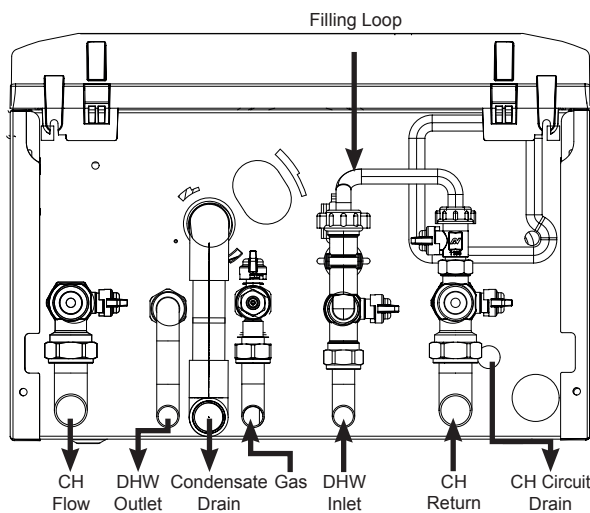 Filling Loop
CH
Flow
DHW
Outlet
Condensate
Drain
Gas
DHW
Inlet
CH
Return
CH Circuit
Drain